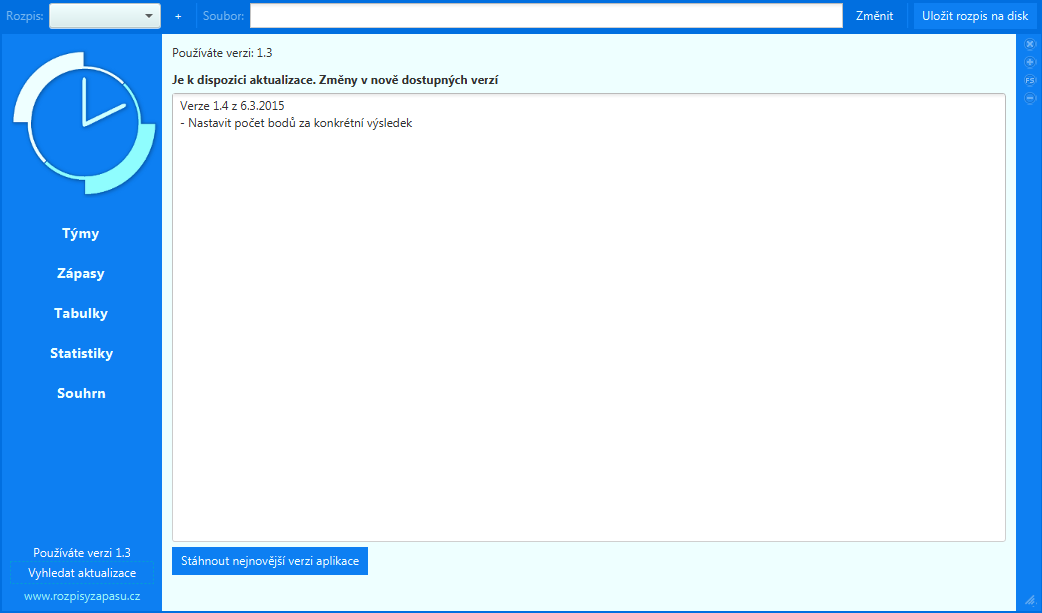 Rozpis: + Soubor: Změnit Uložit rozpis na disk
Používáte verzi: 1.3
Je k dispozici aktualizace. Změny v nově dostupných verzí
Verze 1.4 z 6.3.2015
- Nastavit počet bodů za konkrétní výsledek
FS
Týmy
Zápasy
Tabulky
Statistiky
Souhrn
Používáte verzi 1.3
Vyhledat aktualizace
www.rozpisyzapasu.cz
Stáhnout nejnovější verzi aplikace